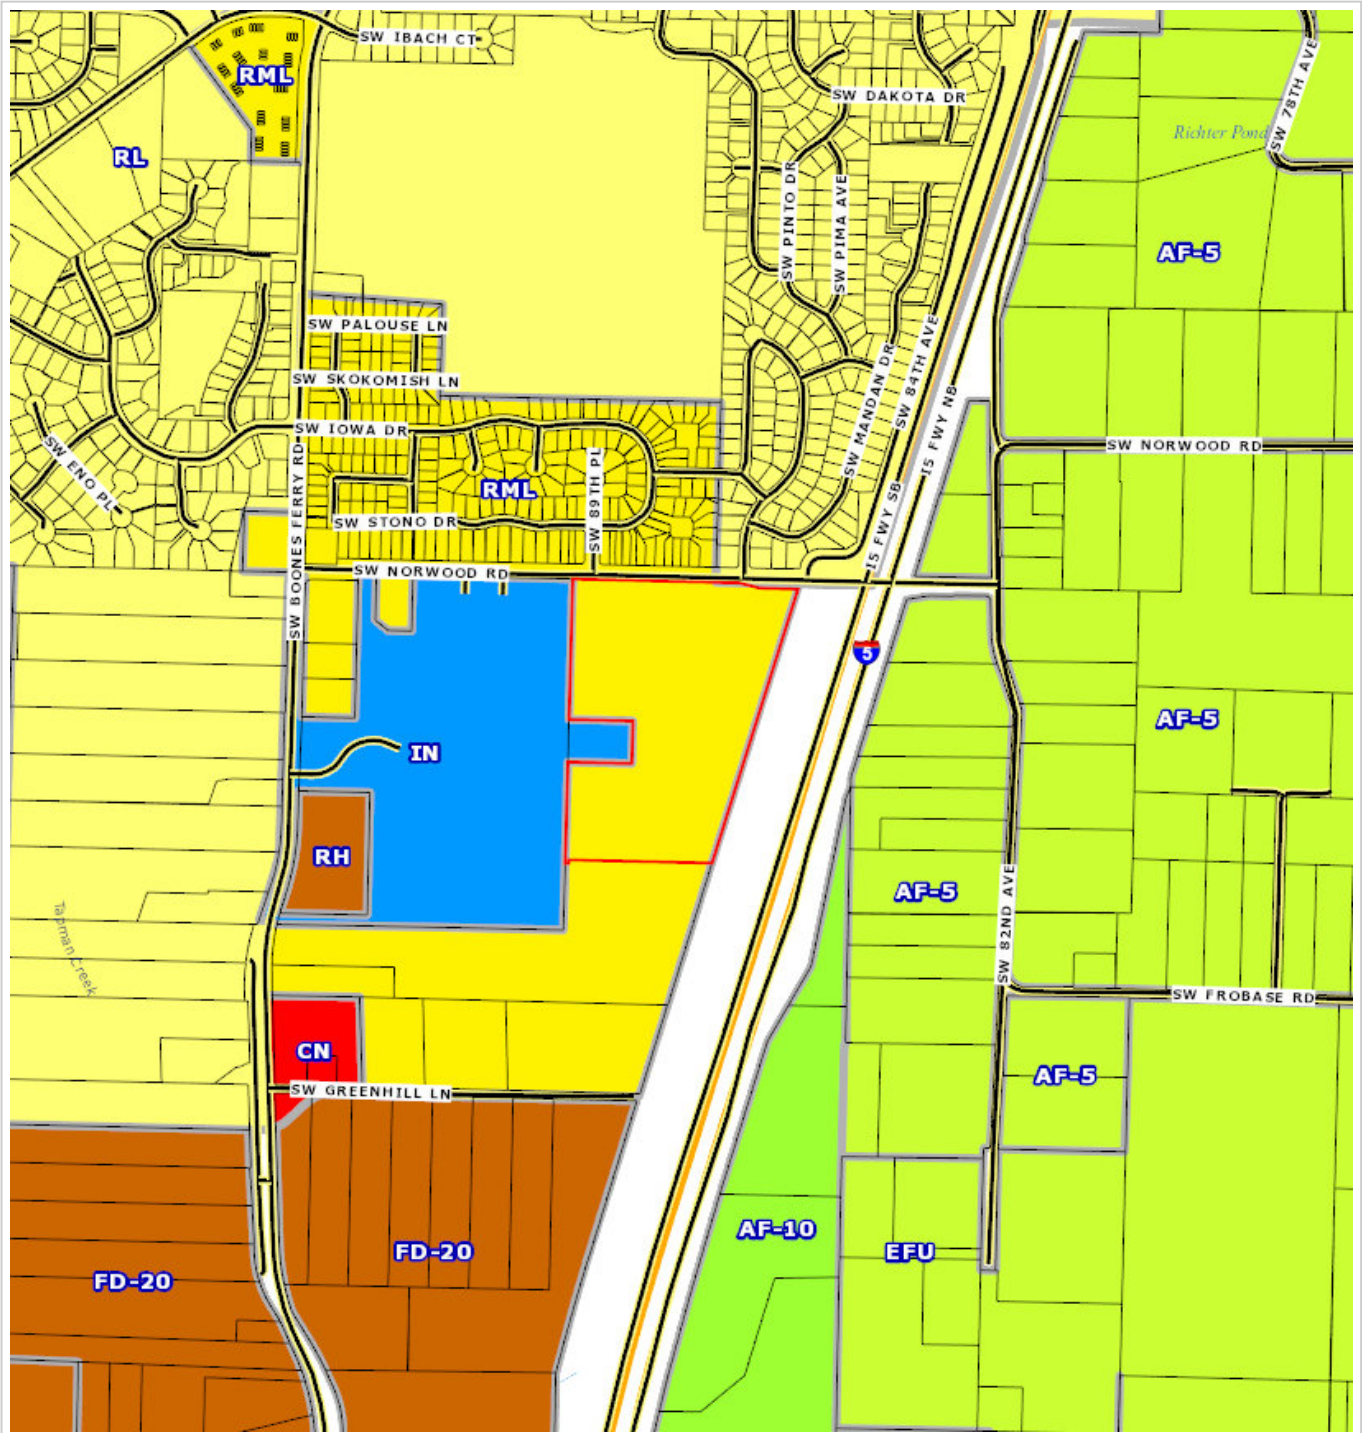 SW IBACH CT
RML
SW DAKOTA DR
SW 78TH AVE
Richter Pond
RL
SW PINTO DR
SW PIMA AVE
AF-5
SW PALOUSE LN
SW MANDAN DR
SW 84TH AVE
SW SKOKOMISH LN
I5 FWY NB
SW IOWA DR
SW NORWOOD RD
SW ENO PL
SW BOONES FERRY RD
RML
SW 89TH PL
I5 FWY SB
SW STONO DR
SW NORWOOD RD
5
AF-5
IN
RH
AF-5
SW 82ND AVE
Tapman Creek
SW FROBASE RD
CN
AF-5
SW GREENHILL LN
AF-10
FD-20
EFU
FD-20